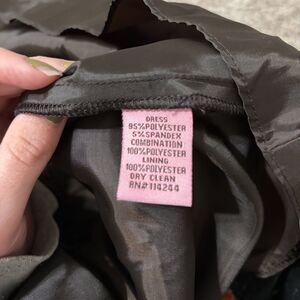 DRESS
95%POLYESTER
5%SPANDEX
COMBINATION
100%POLYESTER
LINING
100%POLYESTER
DRY CLEAN
RN#114244